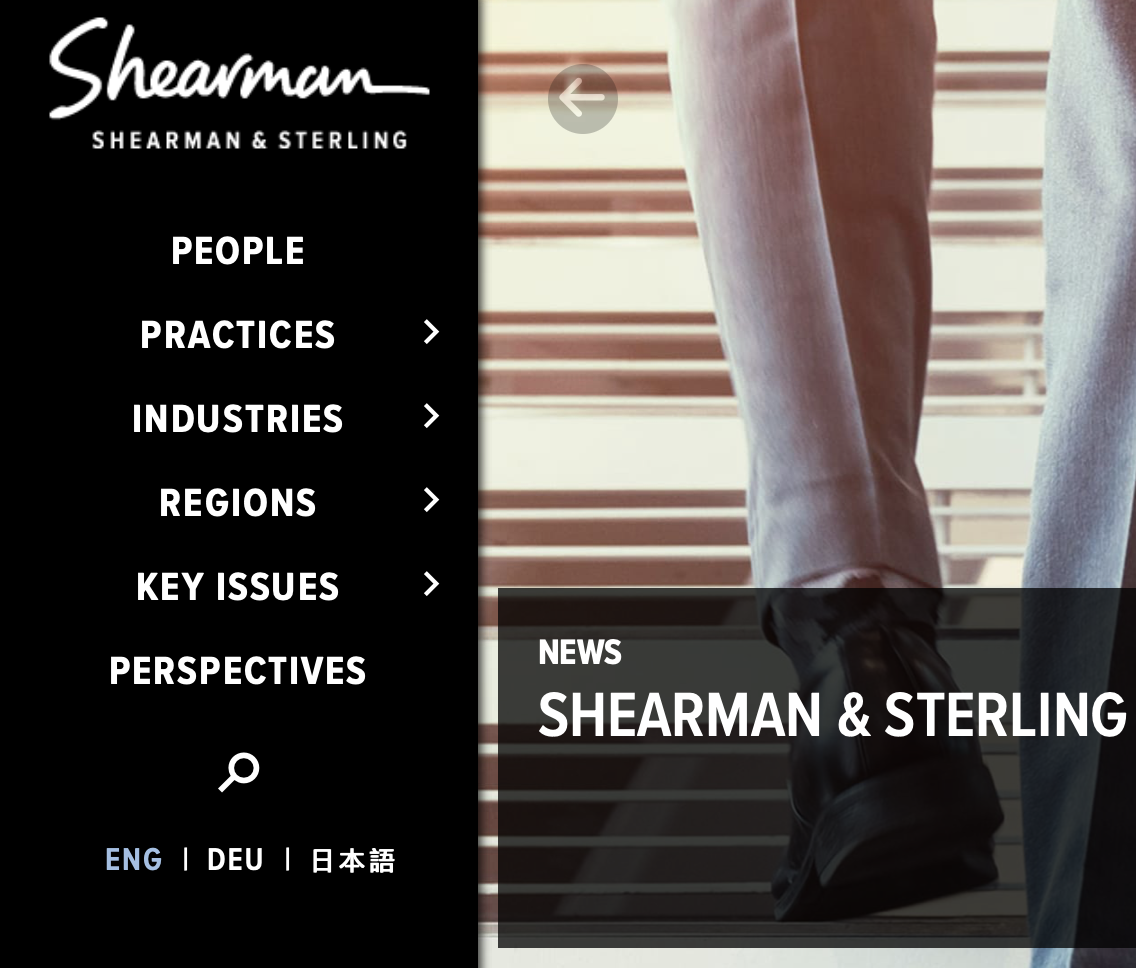 Shearman
SHEARMAN & STERLING
PEOPLE
PRACTICES
INDUSTRIES
REGIONS
KEY ISSUES
PERSPECTIVES
ENG | DEU | 日本語
NEWS
SHEARMAN & STERLING